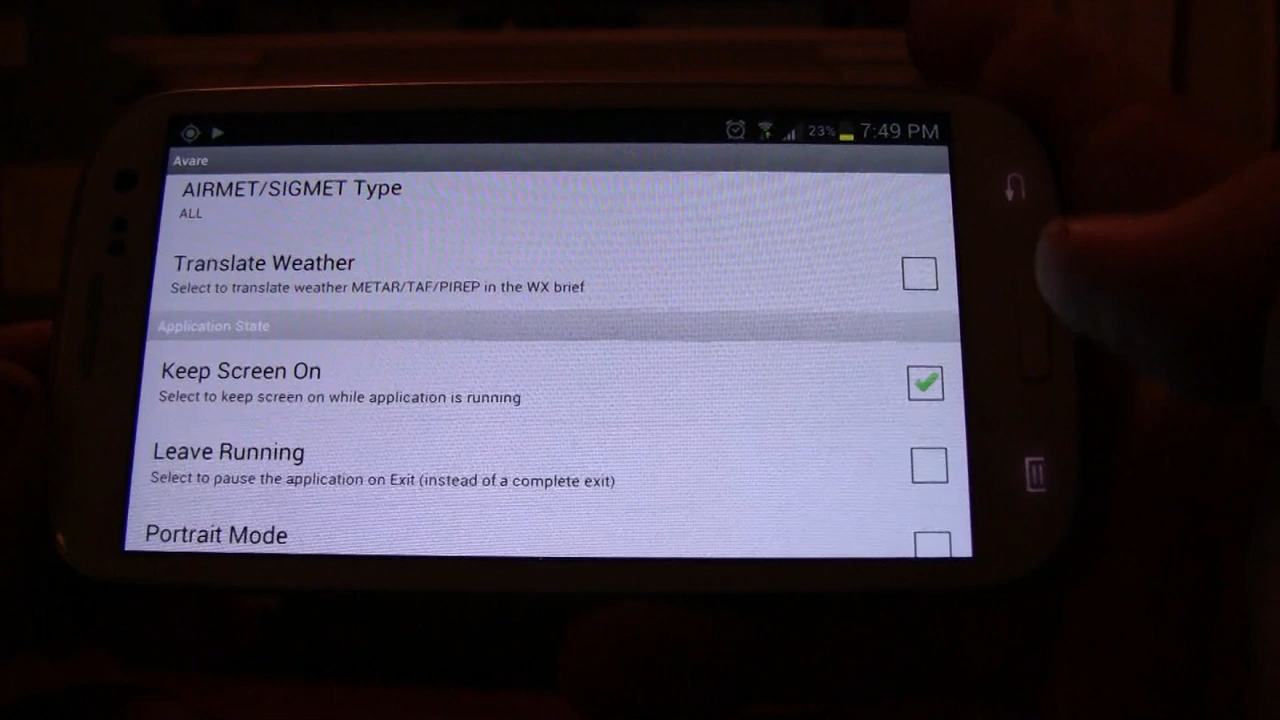 23% 7:49 PM
Avare
AIRMET/SIGMET Type
ALL
Translate Weather
Select to translate weather METAR/TAF/PIREP in the WX brief
Application State
Keep Screen On
Select to keep screen on while application is running
Leave Running
Select to pause the application on Exit (instead of a complete exit)
Portrait Mode